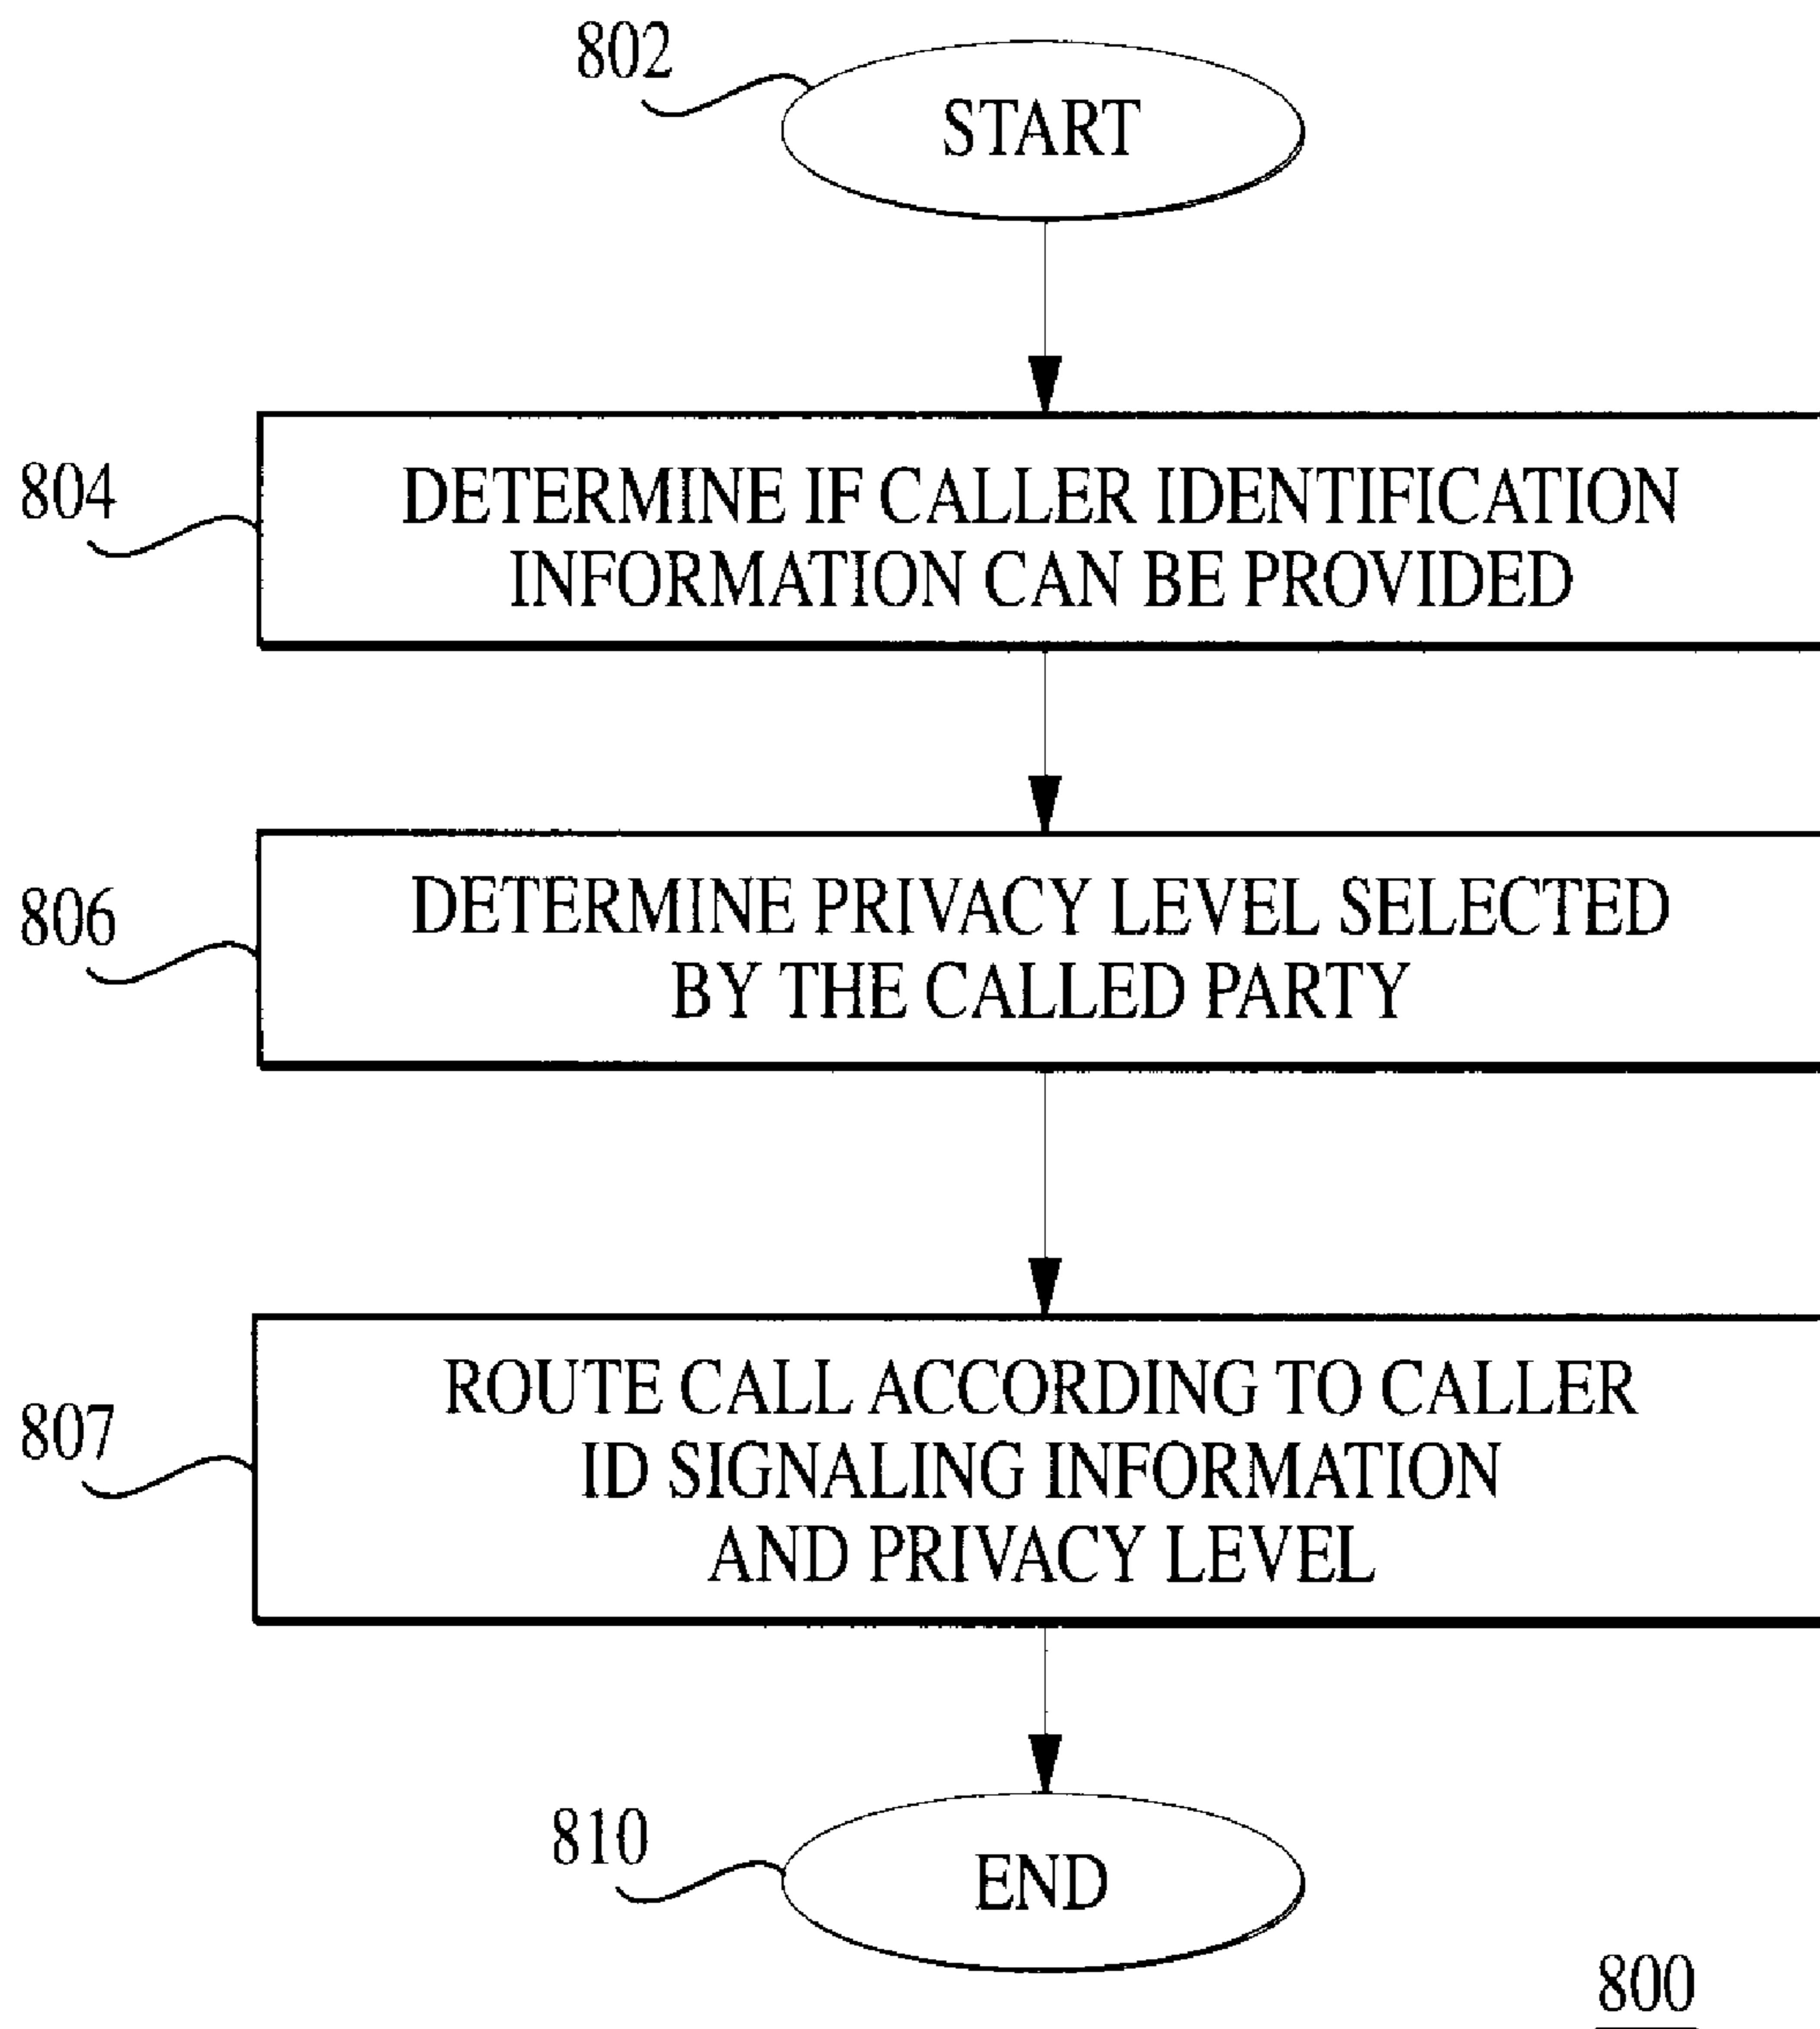 802
START
804
DETERMINE IF CALLER IDENTIFICATION
INFORMATION CAN BE PROVIDED
806
DETERMINE PRIVACY LEVEL SELECTED
BY THE CALLED PARTY
807
ROUTE CALL ACCORDING TO CALLER
ID SIGNALING INFORMATION
AND PRIVACY LEVEL
810
END
800